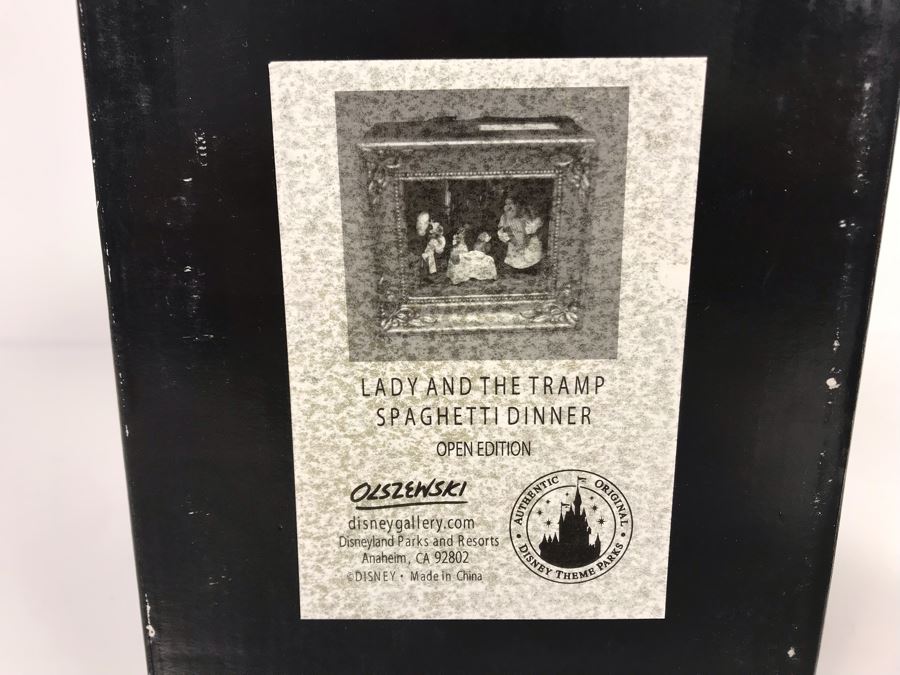 LADY AND THE TRAMP
SPAGHETTI DINNER
OPEN EDITION
OLSZEWSKI
disneygallery.com
Disneyland Parks and Resorts
Anaheim, CA 92802
©DISNEY • Made in China
AUTHENTIC ORIGINAL
• DISNEY THEME PARKS •